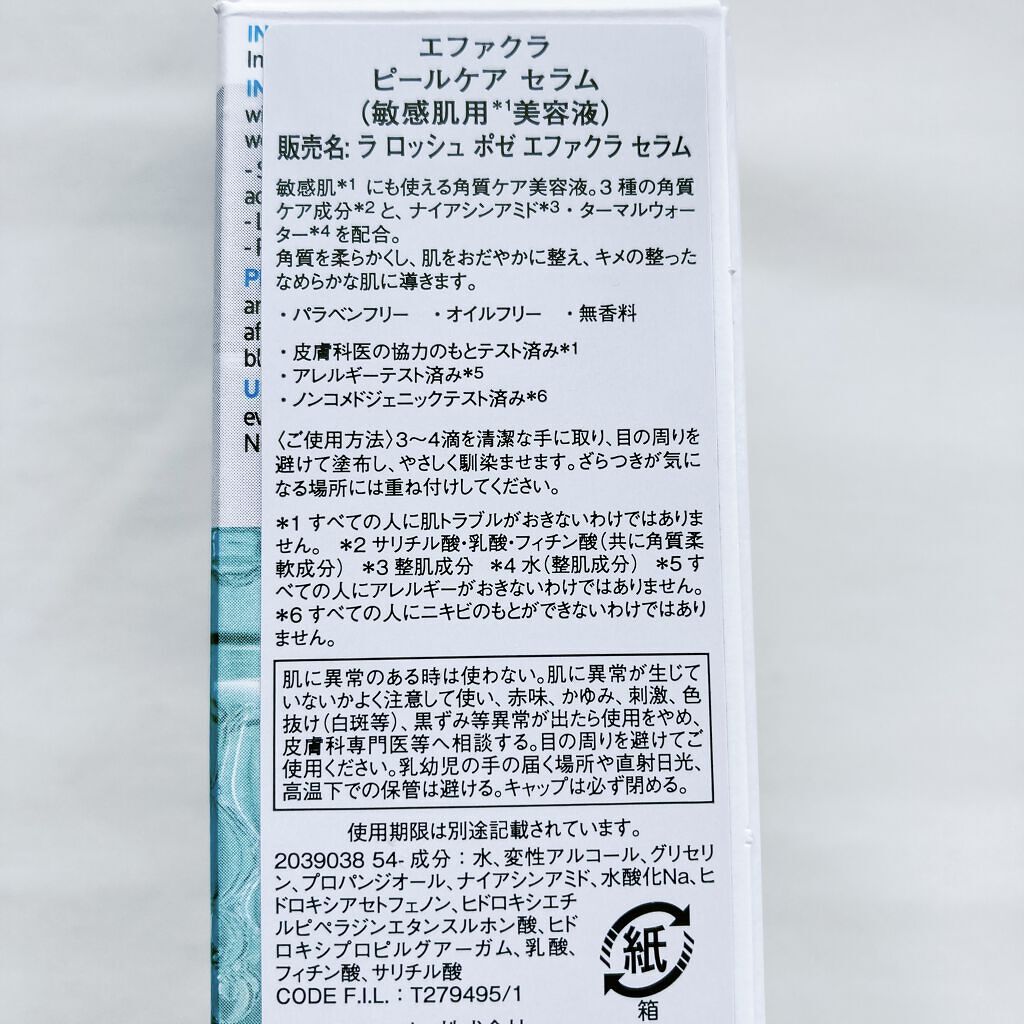 エファクラ
ピールケア セラム
(敏感肌用*1美容液)
販売名: ラ ロッシュ ポゼ エファクラ セラム
敏感肌*1 にも使える角質ケア美容液。3 種の角質
ケア成分*2 と、ナイアシンアミド*3・ターマルウォー
ター*4 を配合。
角質を柔らかくし、肌をおだやかに整え、キメの整った
なめらかな肌に導きます。
・パラベンフリー ・オイルフリー ・無香料
・皮膚科医の協力のもとテスト済み*1
・アレルギーテスト済み*5
・ノンコメドジェニックテスト済み*6
〈ご使用方法〉3〜4滴を清潔な手に取り、目の周りを
避けて塗布し、やさしく馴染ませます。ざらつきが気に
なる場所には重ね付けしてください。
*1 すべての人に肌トラブルがおきないわけではありま
せん。 *2 サリチル酸・乳酸・フィチン酸(共に角質柔
軟成分) *3 整肌成分 *4 水(整肌成分) *5 す
べての人にアレルギーがおきないわけではありません。
*6 すべての人にニキビのもとができないわけではあり
ません。
肌に異常のある時は使わない。肌に異常が生じて
いないかよく注意して使い、赤味、かゆみ、刺激、色
抜け(白斑等)、黒ずみ等異常が出たら使用をやめ、
皮膚科専門医等へ相談する。目の周りを避けてご
使用ください。乳幼児の手の届く場所や直射日光、
高温下での保管は避ける。キャップは必ず閉める。
使用期限は別途記載されています。
2039038 54- 成分：水、変性アルコール、グリセリ
ン、プロパンジオール、ナイアシンアミド、水酸化Na、ヒ
ドロキシアセトフェノン、ヒドロキシエチ
ルピペラジンエタンスルホン酸、ヒド
ロキシプロピルグアーガム、乳酸、
フィチン酸、サリチル酸
CODE F.I.L.：T279495/1
紙
箱